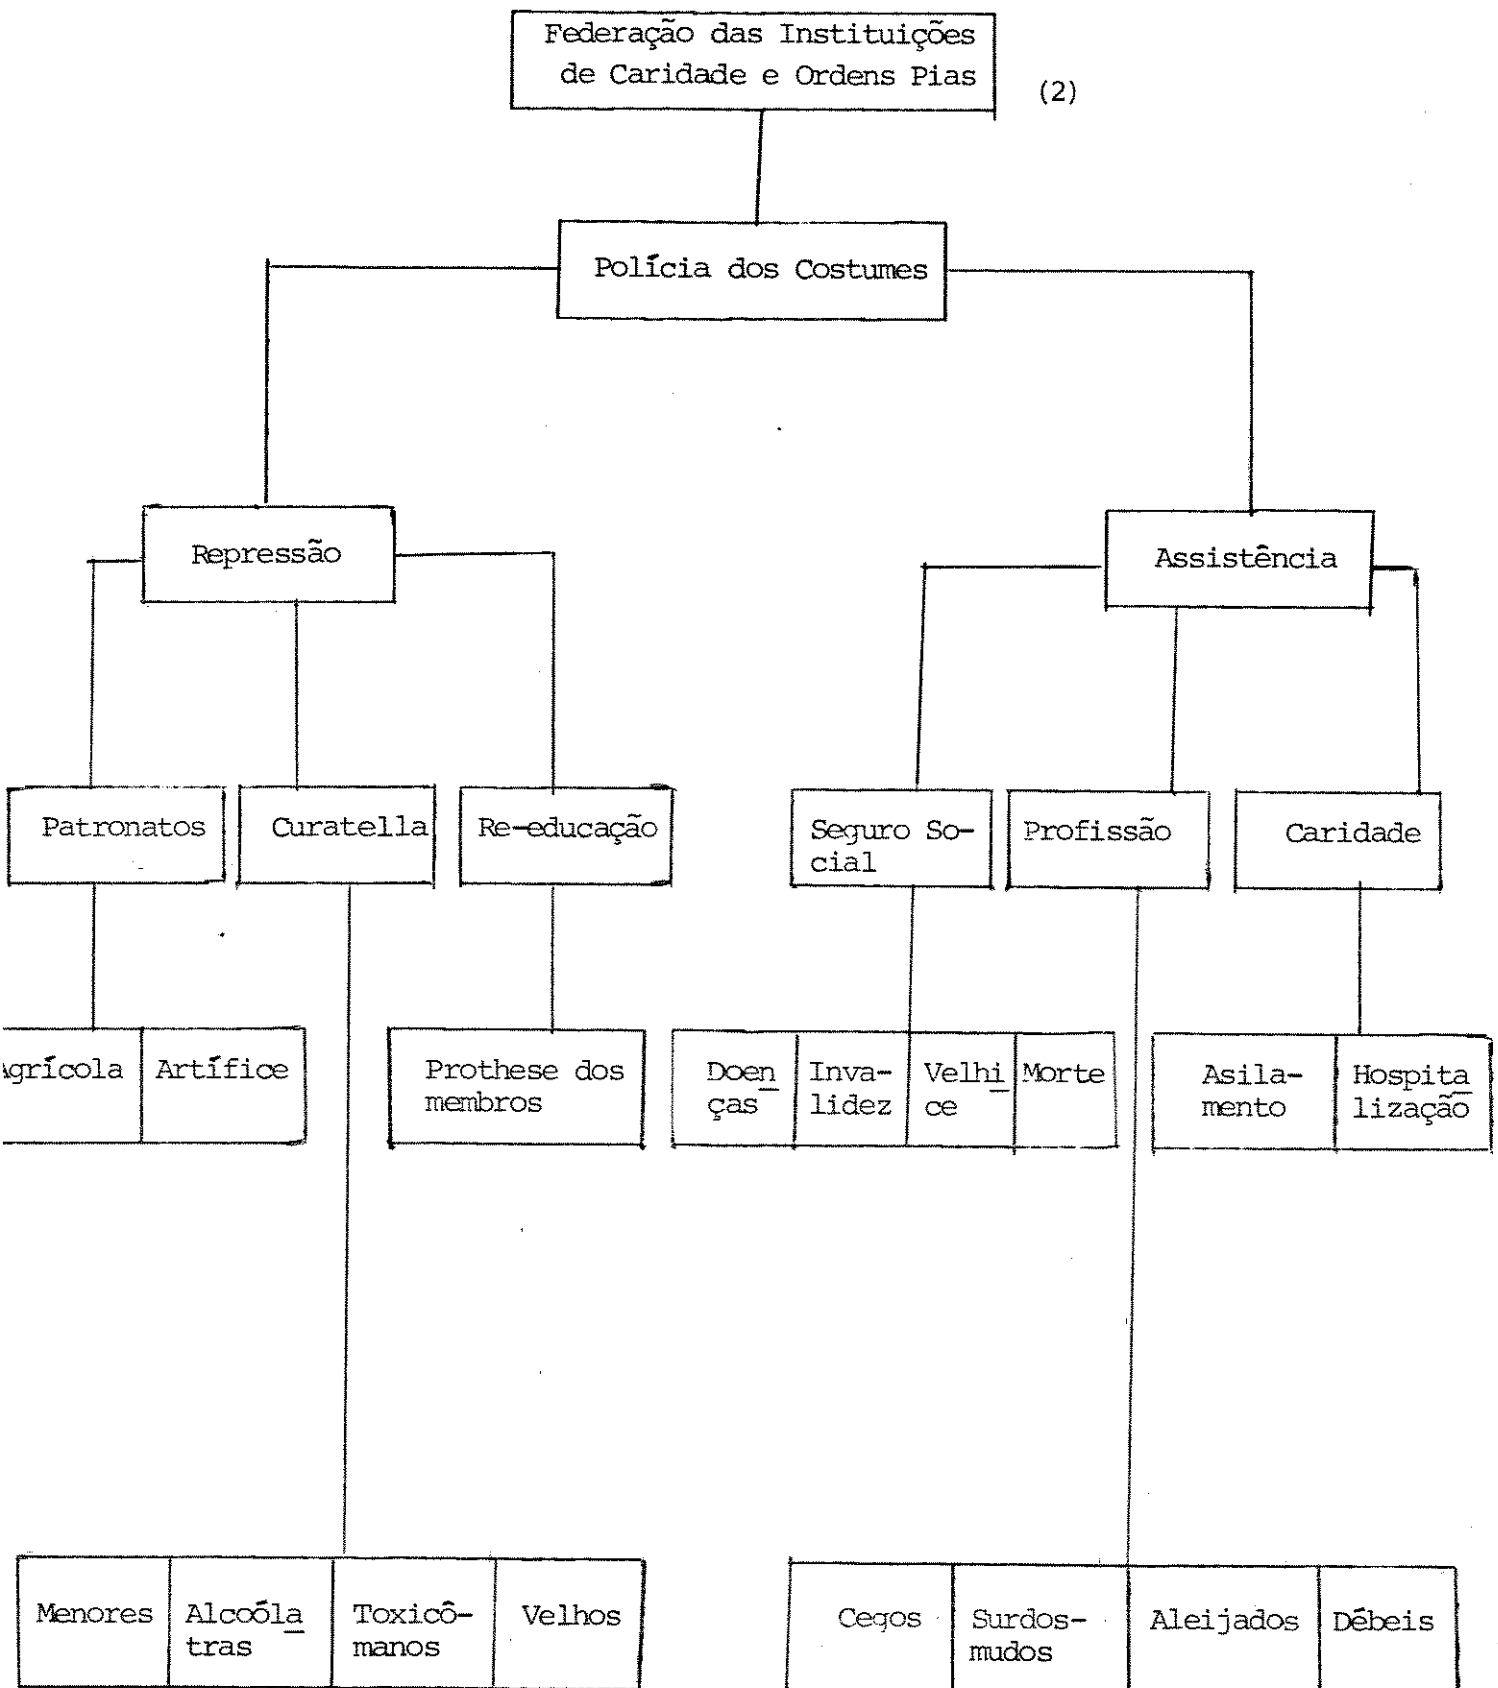 Federação das Instituições
de Caridade e Ordens Pias
(2)
Polícia dos Costumes
Repressão
Assistência
Patronatos
Curatella
Re-educação
Seguro So-
cial
Profissão
Caridade
Agrícola
Artífice
Prothese dos
membros
Doen
ças
Inva-
lidez
Velhi
ce
Morte
Asila-
mento
Hospita
lização
Menores
Alcoóla
tras
Toxicô-
manos
Velhos
Cegos
Surdos-
mudos
Aleijados
Débeis